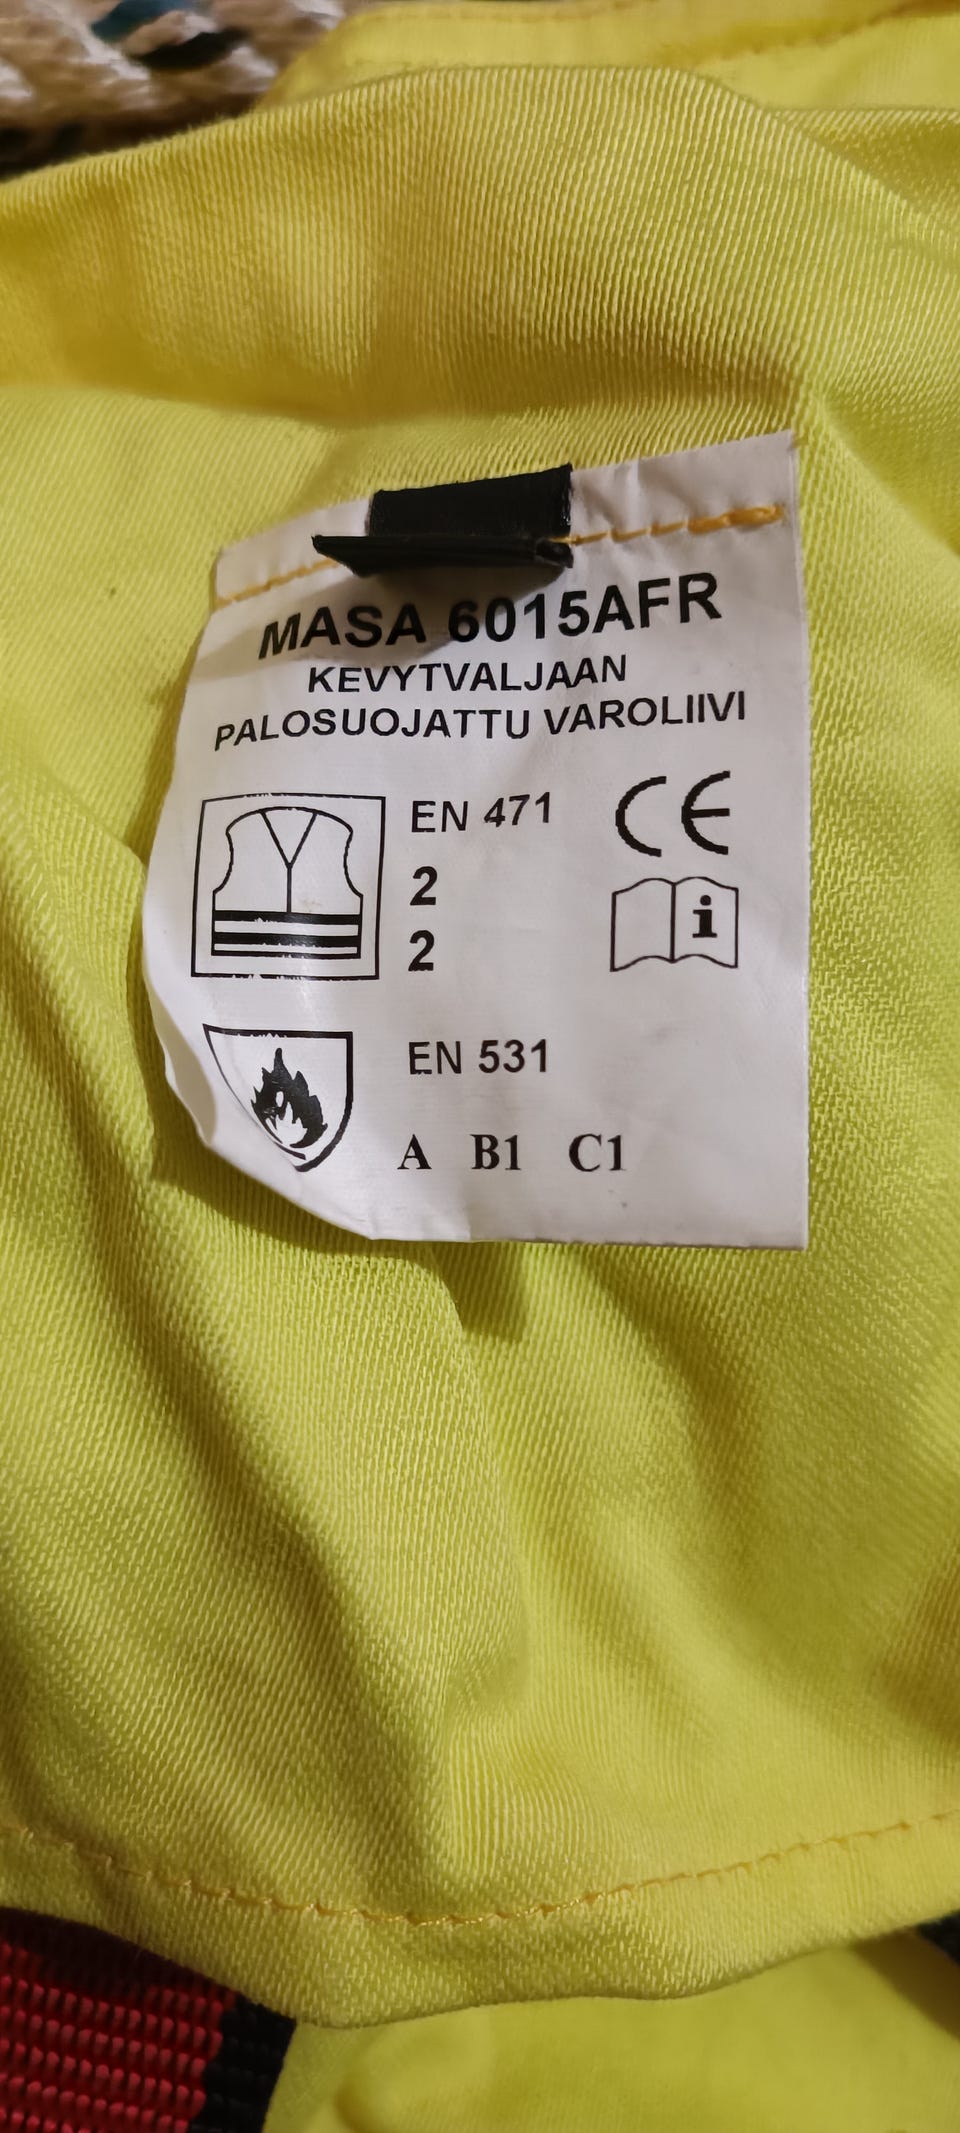 MASA 6015AFR
KEVYTVALJAAN
PALOSUOJATTU VAROLIIVI
EN 471
2
2
CE
i
EN 531
A B1 C1